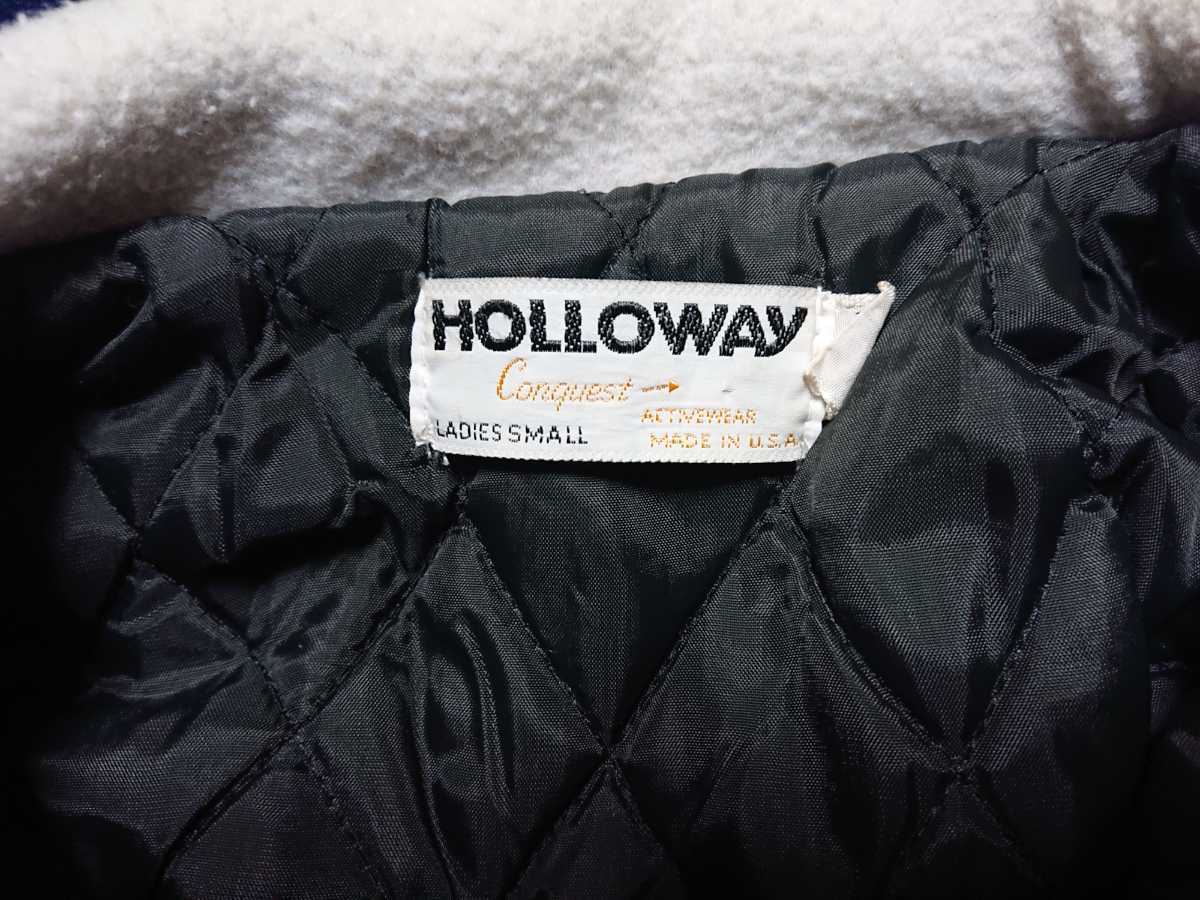 HOLLOWAY
Conquest
ACTIVEWEAR
LADIES SMALL
MADE IN U.S.A.